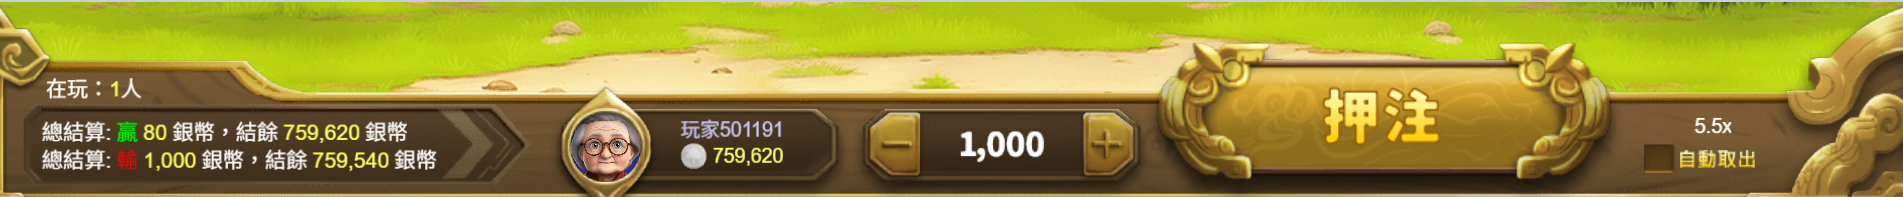 在玩：1人
總結算: 贏 80 銀幣，結餘 759,620 銀幣
總結算: 輸 1,000 銀幣，結餘 759,540 銀幣
玩家501191
759,620
1,000
押注
5.5x
自動取出